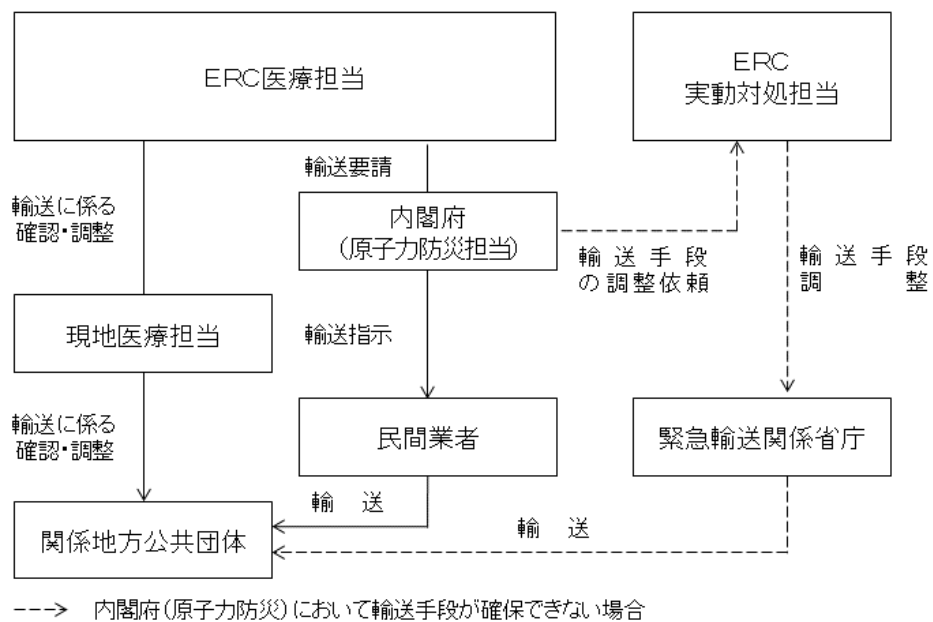 ERC医療担当
ERC
実動対処担当
輸送要請
輸送に係る
確認・調整
内閣府
(原子力防災担当)
輸送手段
の調整依頼
輸送手段
調整
現地医療担当
輸送指示
輸送に係る
確認・調整
民間業者
緊急輸送関係省庁
輸送
関係地方公共団体
輸送
---> 内閣府(原子力防災)において輸送手段が確保できない場合